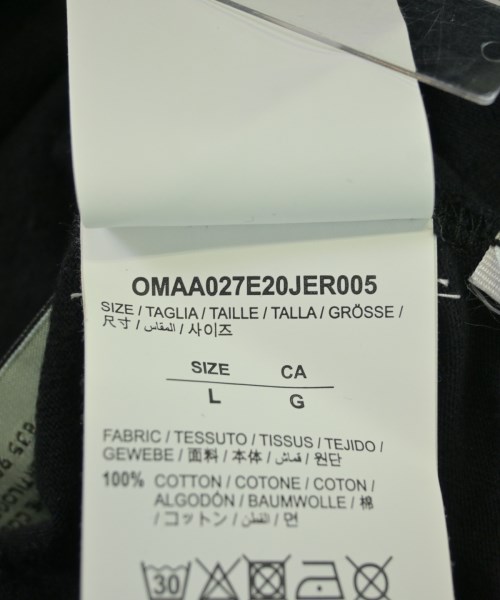 OMAA027E20JER005
SIZE / TAGLIA / TAILLE / TALLA / GRÖSSE /
尺寸 / المقاس / 사이즈
SIZE CA
L G
FABRIC / TESSUTO / TISSUS / TEJIDO /
GEWEBE / 面料 / 本体 / قماش / 원단
100% COTTON / COTONE / COTON /
ALGODÓN / BAUMWOLLE / 棉
/ コットン / القطن / 면
30